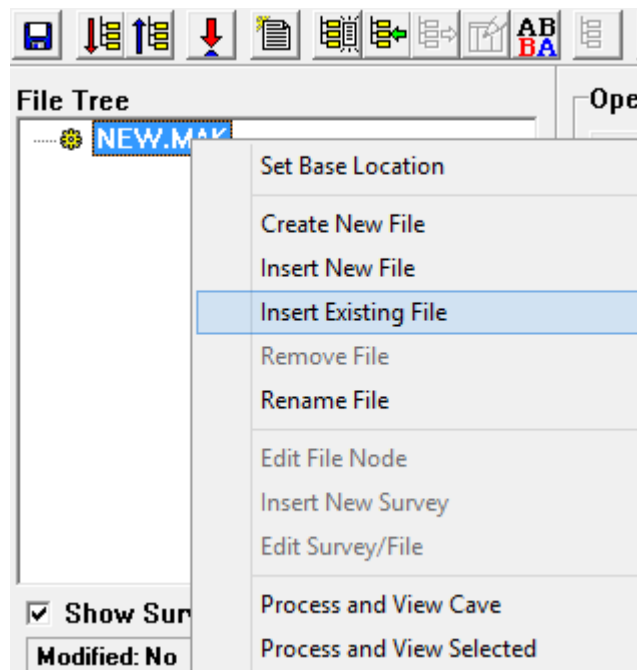 AB
BA
File Tree
Ope
NEW.MAK
Set Base Location
Create New File
Insert New File
Insert Existing File
Remove File
Rename File
Edit File Node
Insert New Survey
Edit Survey/File
Process and View Cave
Process and View Selected
Show Sur
Modified: No